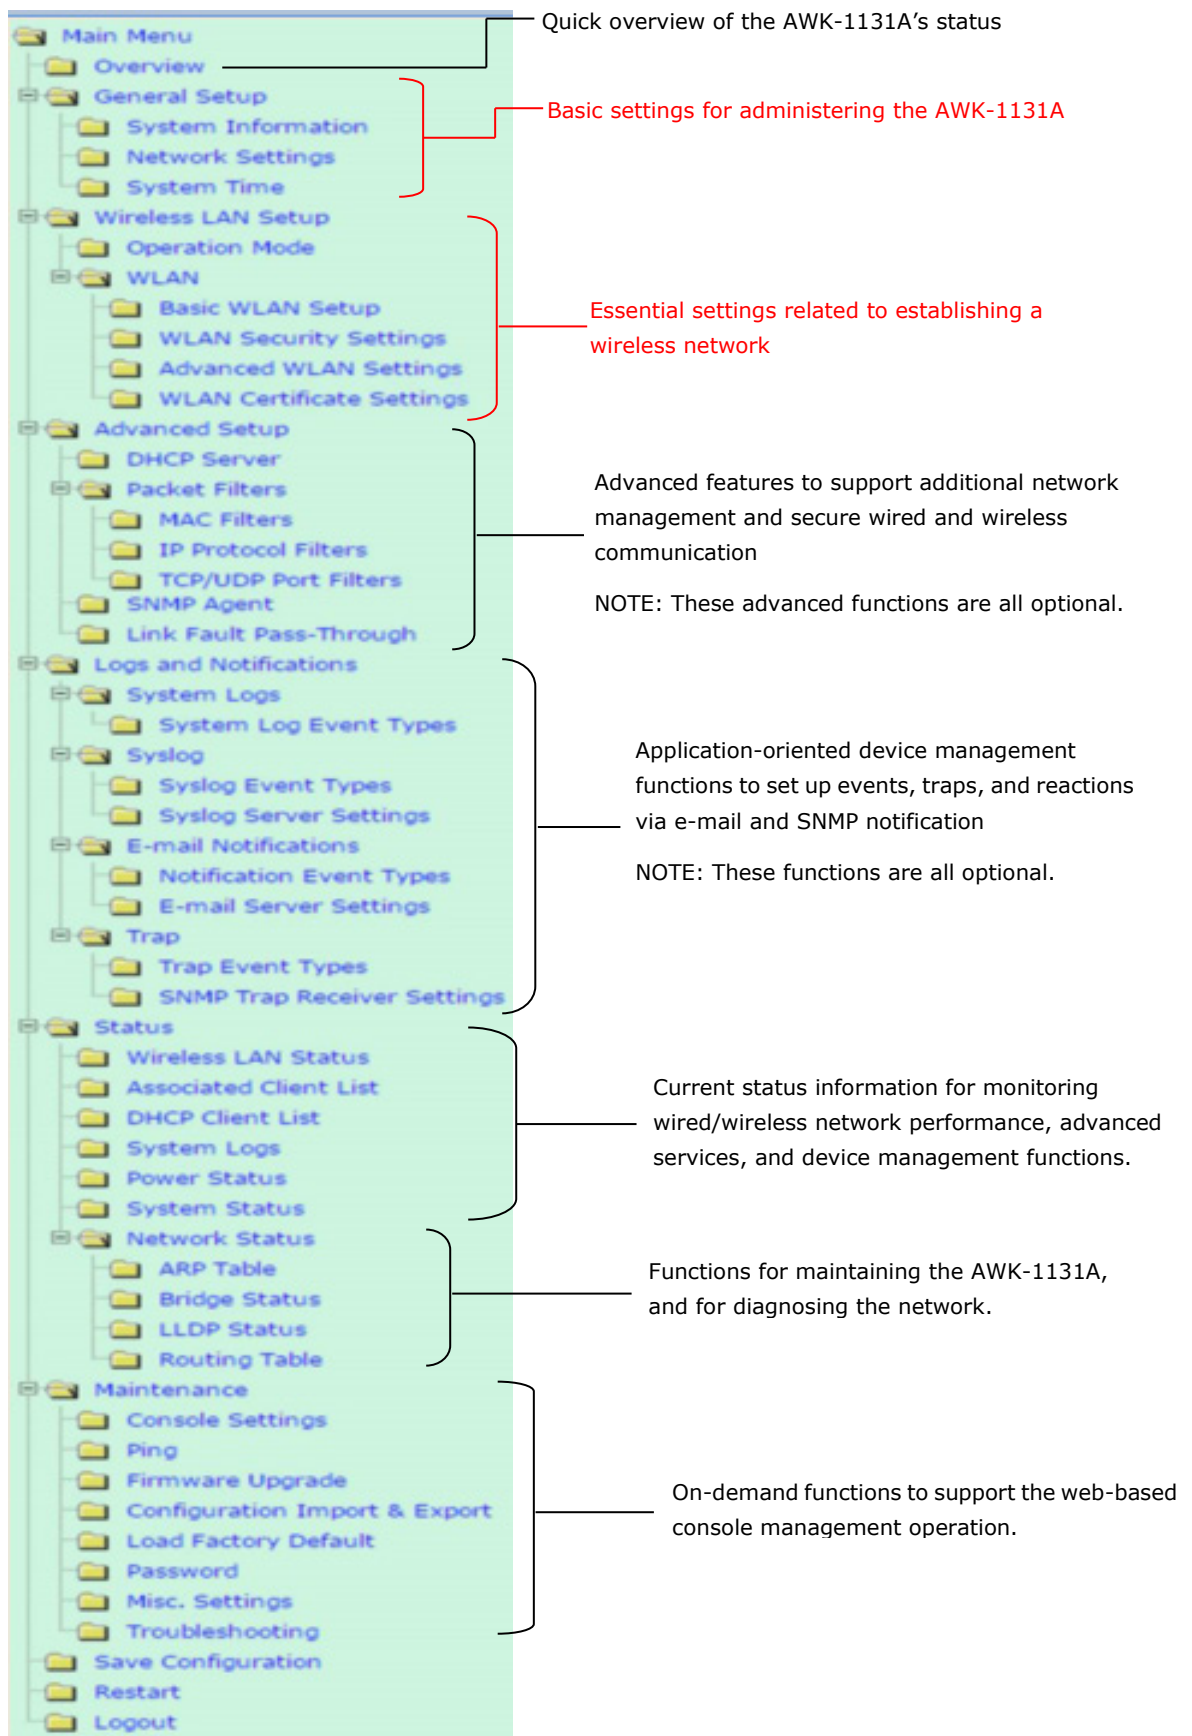 Main Menu
Overview
General Setup
System Information
Network Settings
System Time
Wireless LAN Setup
Operation Mode
WLAN
Basic WLAN Setup
WLAN Security Settings
Advanced WLAN Settings
WLAN Certificate Settings
Advanced Setup
DHCP Server
Packet Filters
MAC Filters
IP Protocol Filters
TCP/UDP Port Filters
SNMP Agent
Link Fault Pass-Through
Logs and Notifications
System Logs
System Log Event Types
Syslog
Syslog Event Types
Syslog Server Settings
E-mail Notifications
Notification Event Types
E-mail Server Settings
Trap
Trap Event Types
SNMP Trap Receiver Settings
Status
Wireless LAN Status
Associated Client List
DHCP Client List
System Logs
Power Status
System Status
Network Status
ARP Table
Bridge Status
LLDP Status
Routing Table
Maintenance
Console Settings
Ping
Firmware Upgrade
Configuration Import & Export
Load Factory Default
Password
Misc. Settings
Troubleshooting
Save Configuration
Restart
Logout
Quick overview of the AWK-1131A’s status
Basic settings for administering the AWK-1131A
Essential settings related to establishing a
wireless network
Advanced features to support additional network
management and secure wired and wireless
communication
NOTE: These advanced functions are all optional.
Application-oriented device management
functions to set up events, traps, and reactions
via e-mail and SNMP notification
NOTE: These functions are all optional.
Current status information for monitoring
wired/wireless network performance, advanced
services, and device management functions.
Functions for maintaining the AWK-1131A,
and for diagnosing the network.
On-demand functions to support the web-based
console management operation.